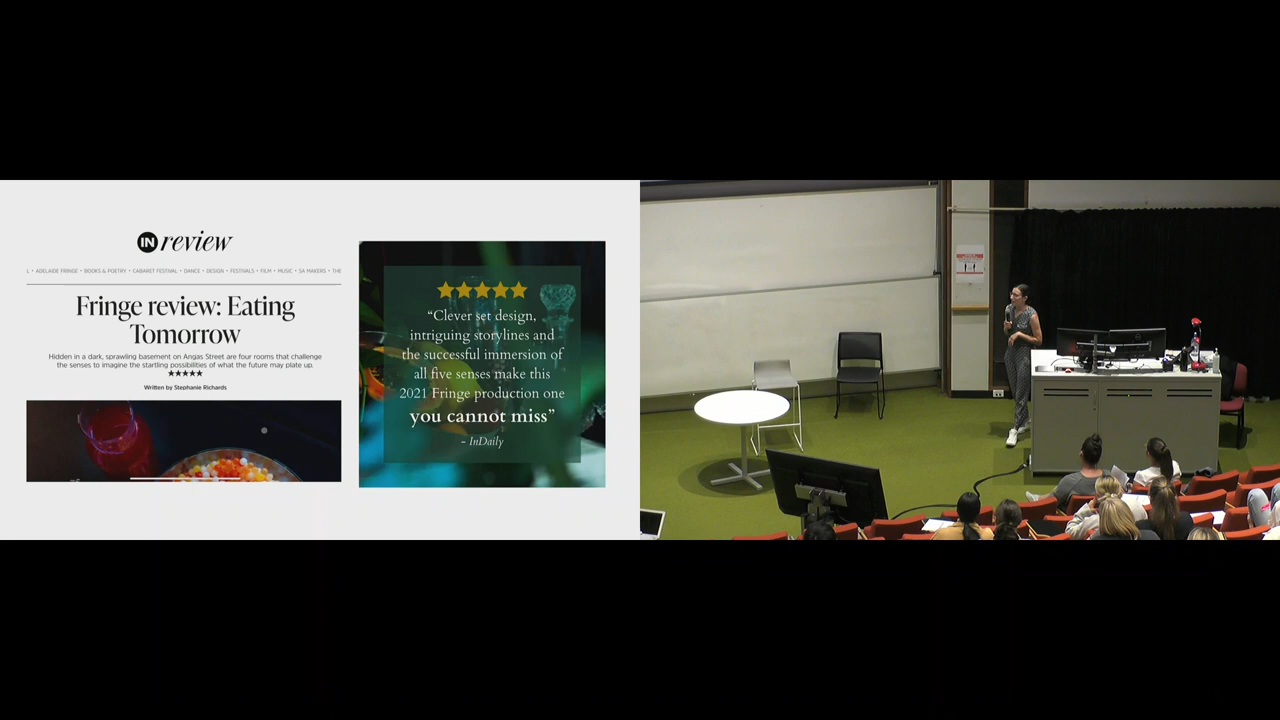 IN review
L • ADELAIDE FRINGE • BOOKS & POETRY • CABARET FESTIVAL • DANCE • DESIGN • FESTIVALS • FILM • MUSIC • SA MAKERS • THE
Fringe review: Eating
Tomorrow
Hidden in a dark, sprawling basement on Angas Street are four rooms that challenge
the senses to imagine the startling possibilities of what the future may plate up.
★★★★★
Written by Stephanie Richards
“Clever set design,
intriguing storylines and
the successful immersion of
all five senses make this
2021 Fringe production one
you cannot miss”
- InDaily